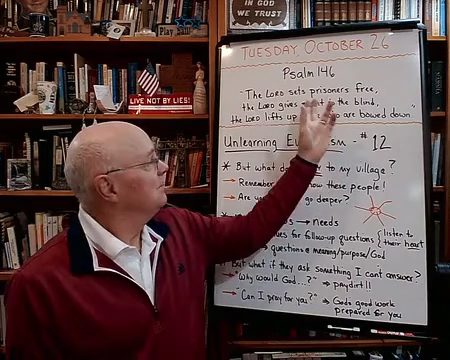 IN GOD
WE TRUST
Play
LIVE NOT BY LIES!
TUESDAY, OCTOBER 26
Psalm 146
- The LORD sets prisoners free,
the LORD gives the blind,
the LORD lifts up are bowed down"
Unlearning - #12
* But what do to my village?
→ Remember know these people!
→ Are you go deeper?
→ needs
for follow-up questions
listen to
their heart
→ questions @ meaning/purpose/God
But what if they ask something I cant answer?
→ "Why would God...?" → paydirt!!
→ "Can I pray for you?" → God's good work
prepared for you